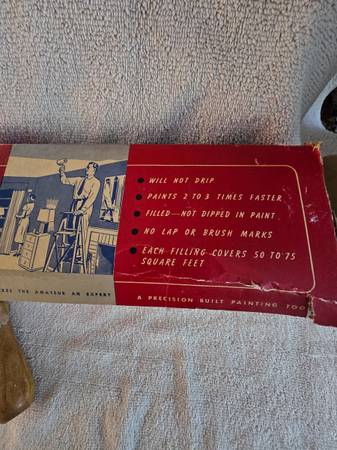 • WILL NOT DRIP
• PAINTS 2 TO 3 TIMES FASTER
• FILLED—NOT DIPPED IN PAINT
• NO LAP OR BRUSH MARKS
• EACH FILLING COVERS 50 TO 75
SQUARE FEET
THE AMATEUR AN EXPERT
A PRECISION BUILT PAINTING TOO